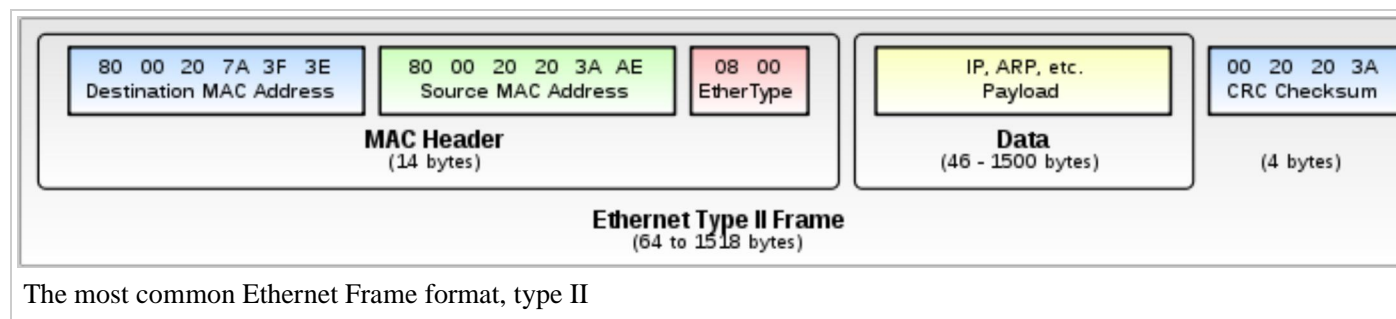 80 00 20 7A 3F 3E
Destination MAC Address
80 00 20 20 3A AE
Source MAC Address
08 00
EtherType
MAC Header
(14 bytes)
IP, ARP, etc.
Payload
Data
(46 - 1500 bytes)
00 20 20 3A
CRC Checksum
(4 bytes)
Ethernet Type II Frame
(64 to 1518 bytes)
The most common Ethernet Frame format, type II